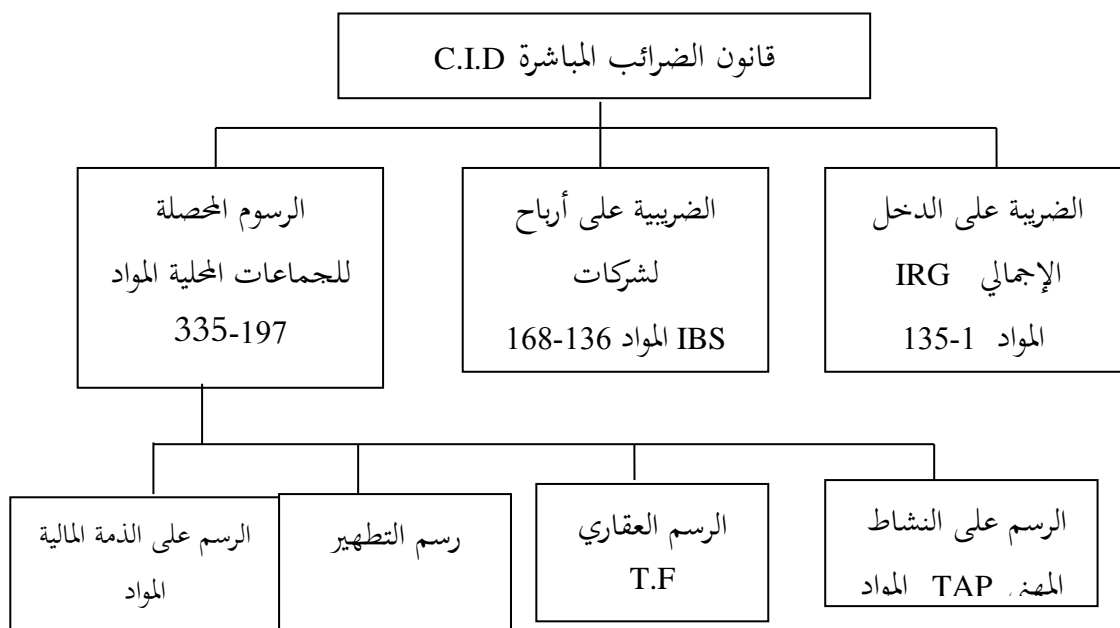 قانون الضرائب المباشرة C.I.D
الضريبة على الدخل
الإجمالي IRG
المواد 1-135
الضريبية على أرباح
لشركات
IBS المواد 136-168
الرسوم المحصلة
للجماعات المحلية المواد
197-335
الرسم على النشاط
المهني TAP المواد
الرسم العقاري
T.F
رسم التطهير
الرسم على الذمة المالية
المواد